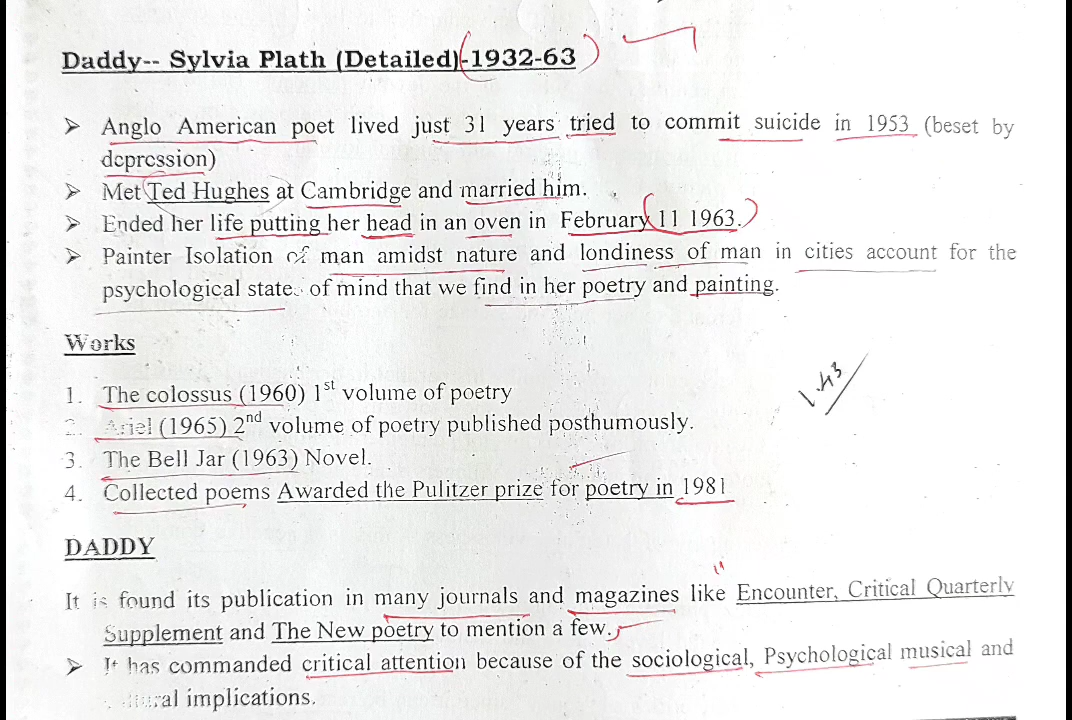 Daddy-- Sylvia Plath (Detailed)-1932-63
➤ Anglo American poet lived just 31 years tried to commit suicide in 1953 (beset by
depression)
➤ Met Ted Hughes at Cambridge and married him.
➤ Ended her life putting her head in an oven in February 11 1963.
➤ Painter Isolation of man amidst nature and londiness of man in cities account for the
psychological state of mind that we find in her poetry and painting.
Works
1. The colossus (1960) 1st volume of poetry
2. Ariel (1965) 2nd volume of poetry published posthumously.
3. The Bell Jar (1963) Novel.
4. Collected poems Awarded the Pulitzer prize for poetry in 1981
1.43
DADDY
It is found its publication in many journals and magazines like Encounter, Critical Quarterly
Supplement and The New poetry to mention a few.
➤ It has commanded critical attention because of the sociological, Psychological musical and
implications.